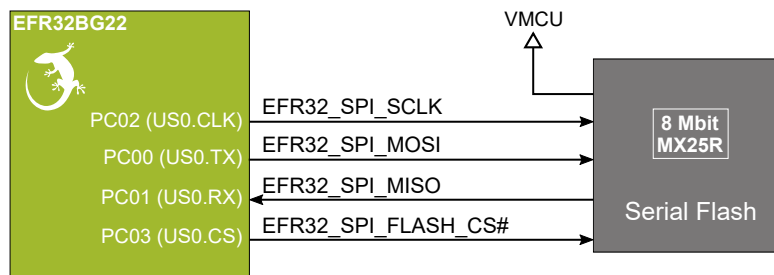 EFR32BG22
VMCU
PC02 (US0.CLK)
EFR32_SPI_SCLK
PC00 (US0.TX)
EFR32_SPI_MOSI
PC01 (US0.RX)
EFR32_SPI_MISO
PC03 (US0.CS)
EFR32_SPI_FLASH_CS#
8 Mbit
MX25R
Serial Flash